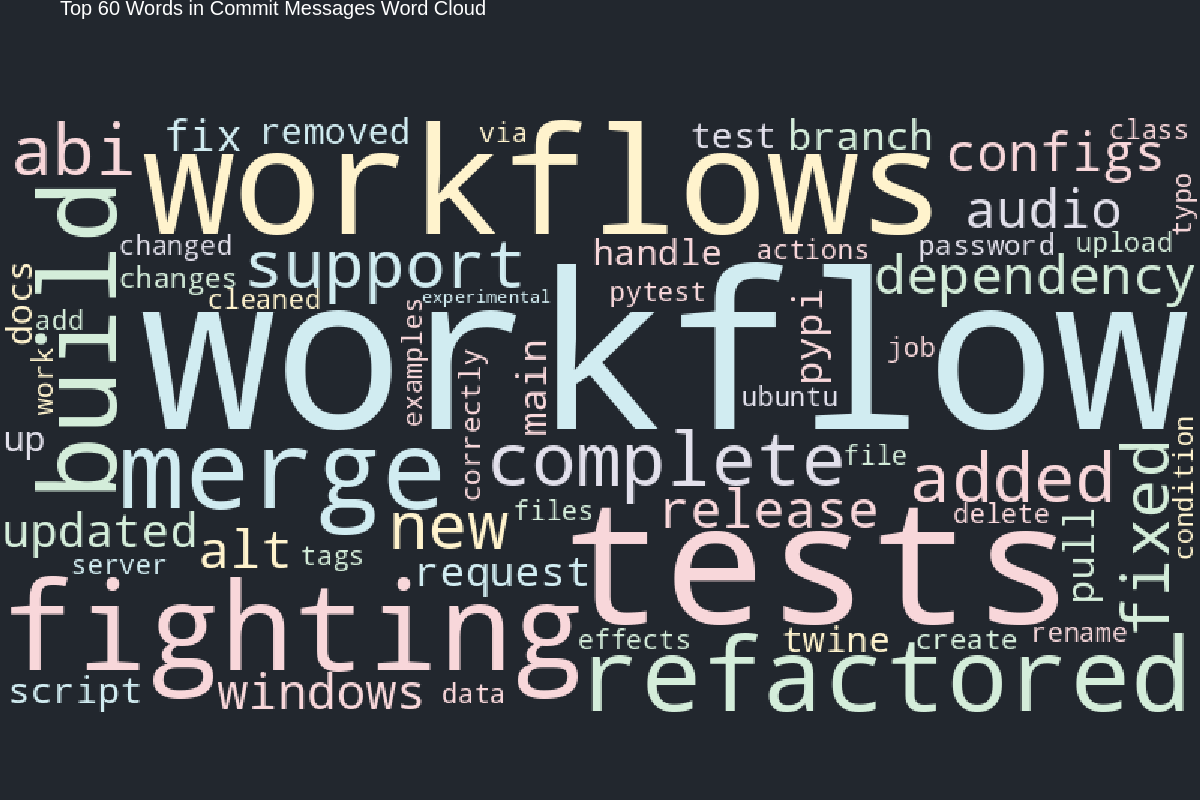 Top 60 Words in Commit Messages Word Cloud
abi
fix
removed
via
workflows
test
branch
configs
class
typo
audio
build
changed
changes
support
handle
actions
password
upload
dependency
docs
cleaned
experimental
pytest
add
work
examples
workflow
correctly
main
pypi
job
ubuntu
up
merge
complete
file
added
condition
fixed
updated
alt
tags
new
files
release
delete
pull
server
request
tests
fighting
effects
twine
create
rename
script
windows
data
refactored